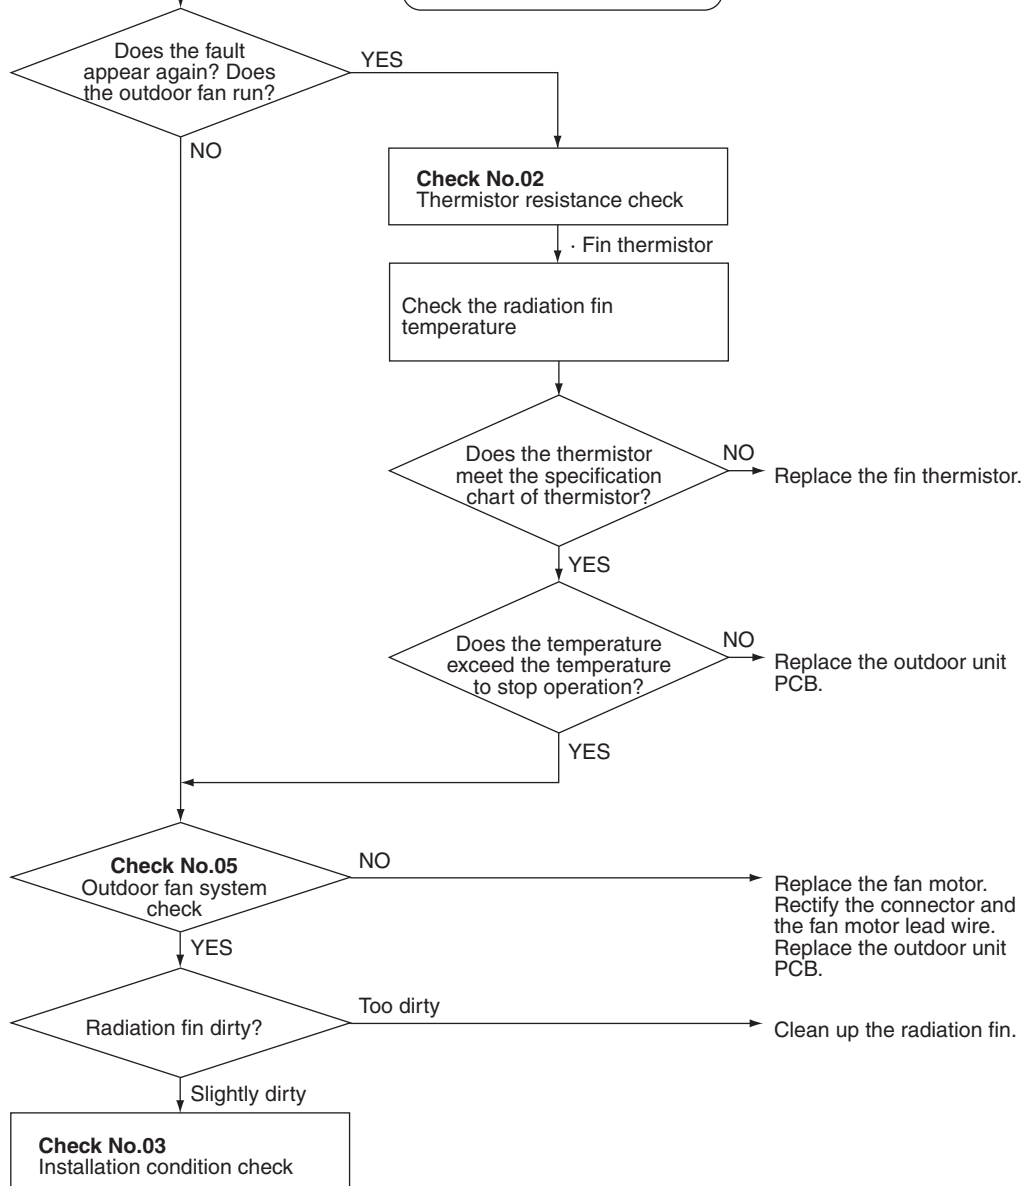 Does the fault
appear again? Does
the outdoor fan run?
YES
NO
Check No.02
Thermistor resistance check
· Fin thermistor
Check the radiation fin
temperature
Does the thermistor
meet the specification
chart of thermistor?
NO
Replace the fin thermistor.
YES
Does the temperature
exceed the temperature
to stop operation?
NO
Replace the outdoor unit
PCB.
YES
Check No.05
Outdoor fan system
check
NO
Replace the fan motor.
Rectify the connector and
the fan motor lead wire.
Replace the outdoor unit
PCB.
YES
Radiation fin dirty?
Too dirty
Clean up the radiation fin.
Slightly dirty
Check No.03
Installation condition check